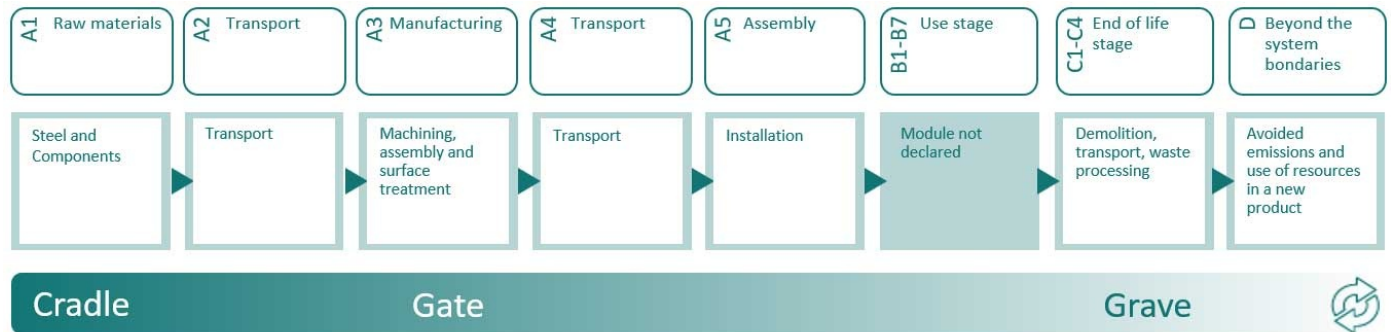 A1 Raw materials
A2 Transport
A3 Manufacturing
A4 Transport
A5 Assembly
B1-B7 Use stage
C1-C4 End of life
stage
D Beyond the
system
bondaries
Steel and
Components
Transport
Machining,
assembly and
surface
treatment
Transport
Installation
Module not
declared
Demolition,
transport, waste
processing
Avoided
emissions and
use of resources
in a new
product
Cradle
Gate
Grave